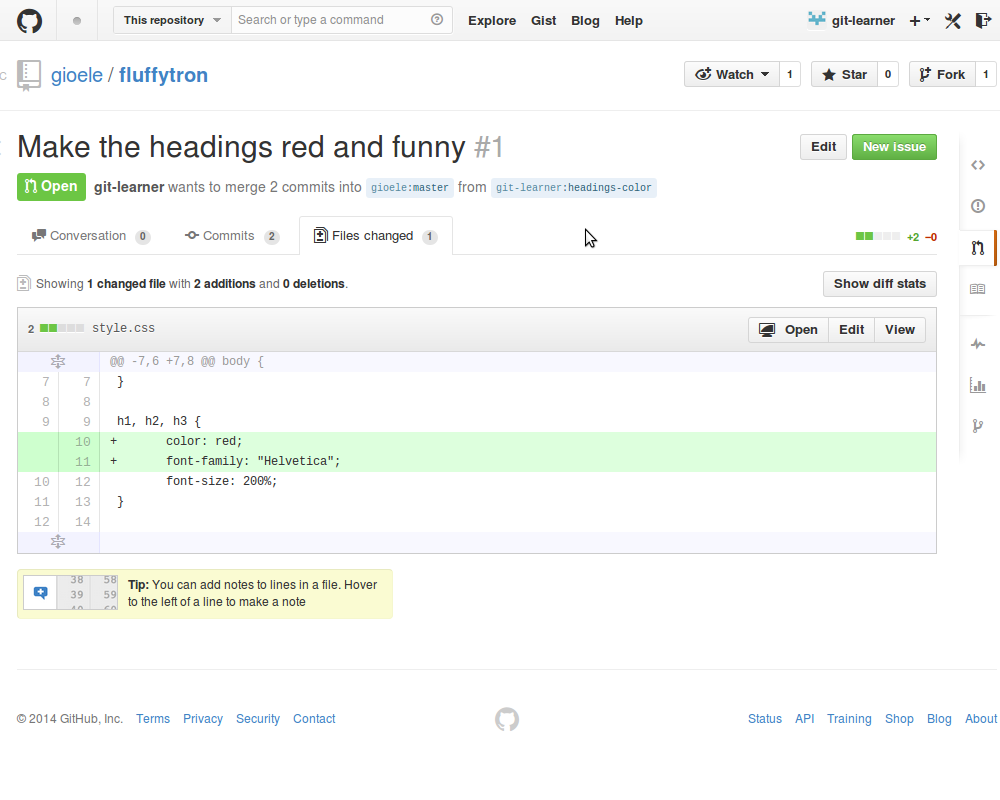 This repository Search or type a command Explore Gist Blog Help git-learner
gioele / fluffytron Watch 1 Star 0 Fork 1
Make the headings red and funny #1 Edit New issue
Open git-learner wants to merge 2 commits into gioele:master from git-learner:headings-color
Conversation 0 Commits 2 Files changed 1 +2 −0
Showing 1 changed file with 2 additions and 0 deletions. Show diff stats
2 style.css Open Edit View
@@ -7,6 +7,8 @@ body {
7 7 }
8 8
9 9 h1, h2, h3 {
10 + color: red;
11 + font-family: "Helvetica";
10 12 font-size: 200%;
11 13 }
12 14
38 58
39 59
Tip: You can add notes to lines in a file. Hover
to the left of a line to make a note
© 2014 GitHub, Inc. Terms Privacy Security Contact Status API Training Shop Blog About